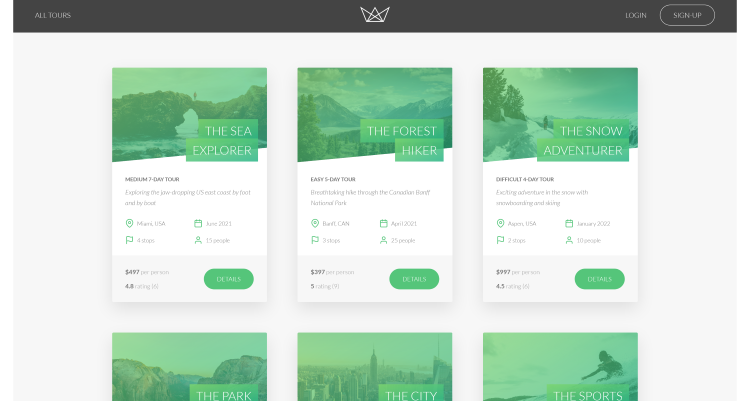 ALL TOURS
LOGIN
SIGN-UP
THE SEA
EXPLORER
MEDIUM 7-DAY TOUR
Exploring the jaw-dropping US east coast by foot
and by boat
Miami, USA
June 2021
4 stops
15 people
$497 per person
4.8 rating (6)
DETAILS
THE FOREST
HIKER
EASY 5-DAY TOUR
Breathtaking hike through the Canadian Banff
National Park
Banff, CAN
April 2021
3 stops
25 people
$397 per person
5 rating (9)
DETAILS
THE SNOW
ADVENTURER
DIFFICULT 4-DAY TOUR
Exciting adventure in the snow with
snowboarding and skiing
Aspen, USA
January 2022
2 stops
10 people
$997 per person
4.5 rating (6)
DETAILS
THE PARK
THE CITY
THE SPORTS